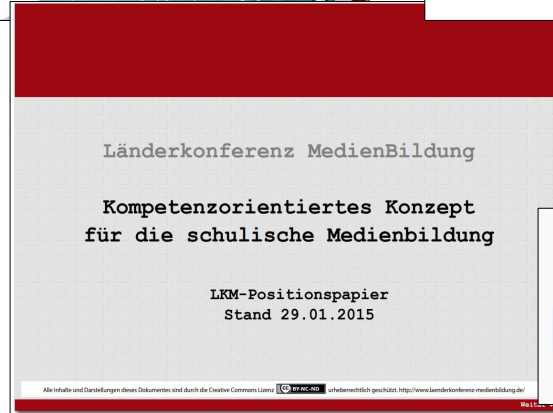 Länderkonferenz MedienBildung
Kompetenzorientiertes Konzept
für die schulische Medienbildung
LKM-Positionspapier
Stand 29.01.2015
Alle Inhalte und Darstellungen dieses Dokumentes sind durch die Creative Commons Lizenz CC BY-NC-ND urheberrechtlich geschützt. http://www.laenderkonferenz-medienbildung.de/